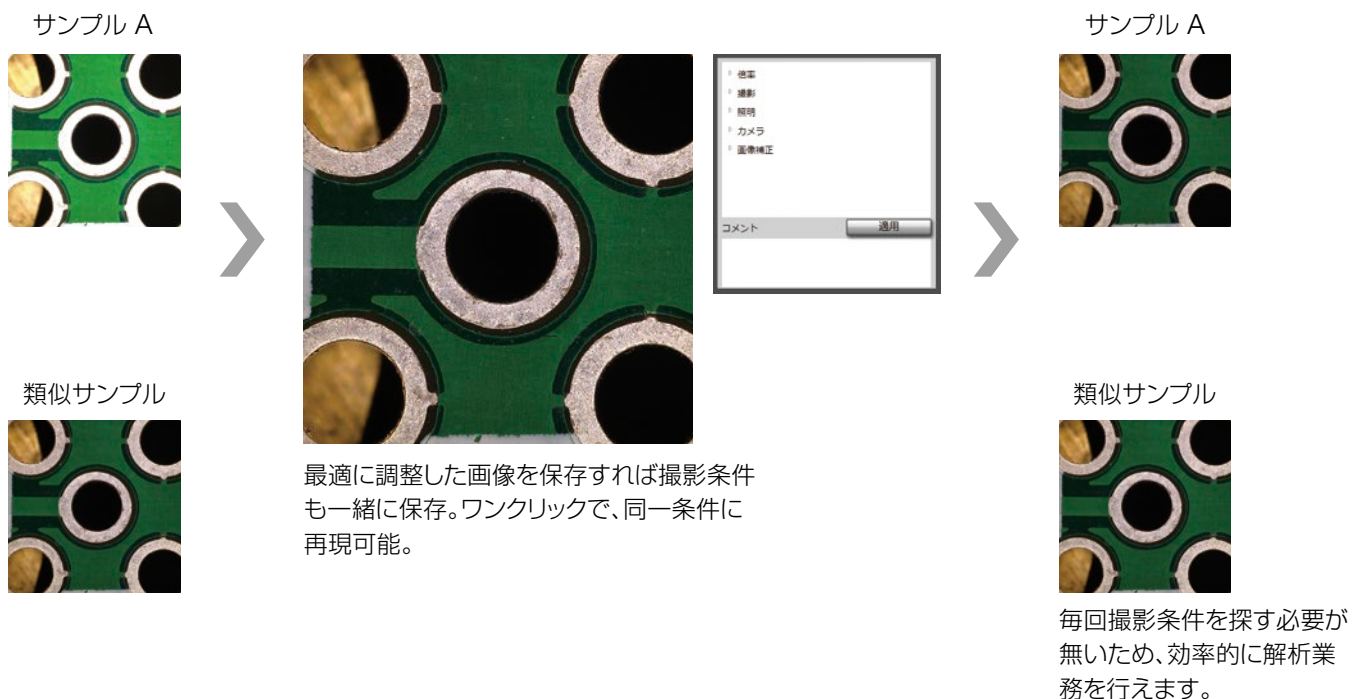 サンプル A
類似サンプル
倍率
撮影
照明
カメラ
画像補正
コメント
適用
最適に調整した画像を保存すれば撮影条件
も一緒に保存。ワンクリックで、同一条件に
再現可能。
サンプル A
類似サンプル
毎回撮影条件を探す必要が
無いため、効率的に解析業
務を行えます。